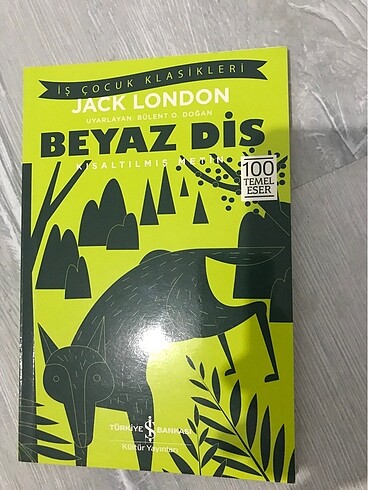 İŞ ÇOCUK KLASİKLERİ
JACK LONDON
UYARLAYAN: BÜLENT O. DOĞAN
BEYAZ DİŞ
KISALTILMIŞ METİN
100
TEMEL
ESER
TÜRKİYE İŞ BANKASI
Kültür Yayınları